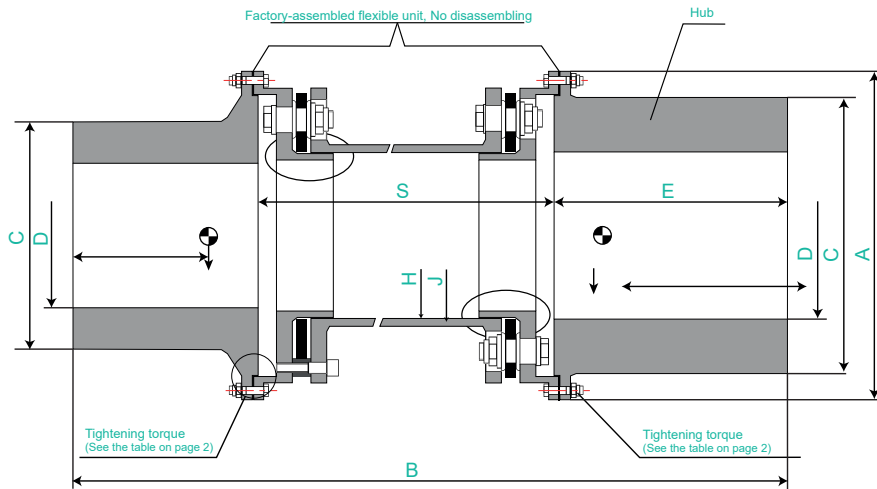 Factory-assembled flexible unit, No disassembling
Hub
S
E
C
D
H
J
D
C
A
Tightening torque
(See the table on page 2)
Tightening torque
(See the table on page 2)
B